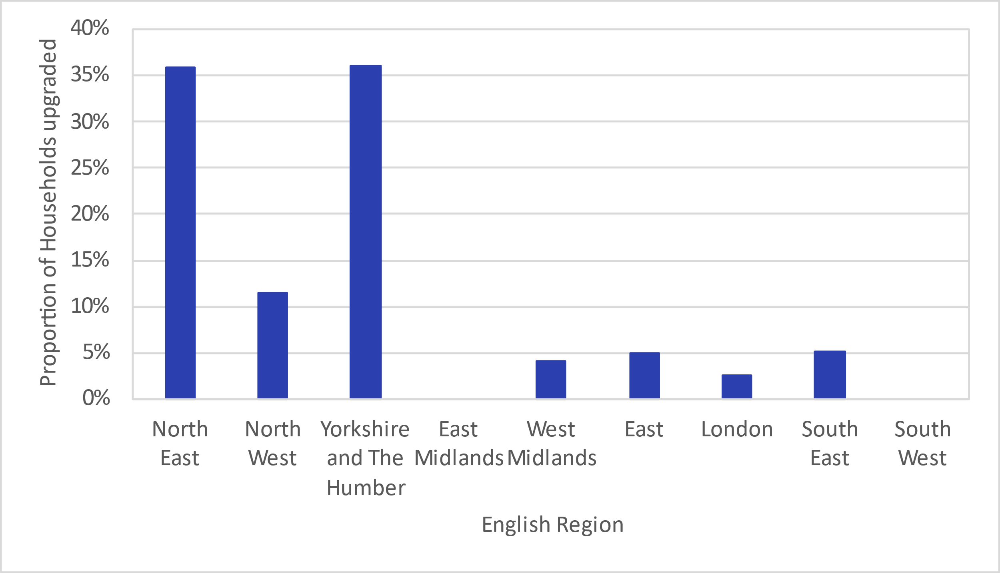 Proportion of Households upgraded
40%
35%
30%
25%
20%
15%
10%
5%
0%
North East
North West
Yorkshire and The Humber
East Midlands
West Midlands
East
London
South East
South West
English Region